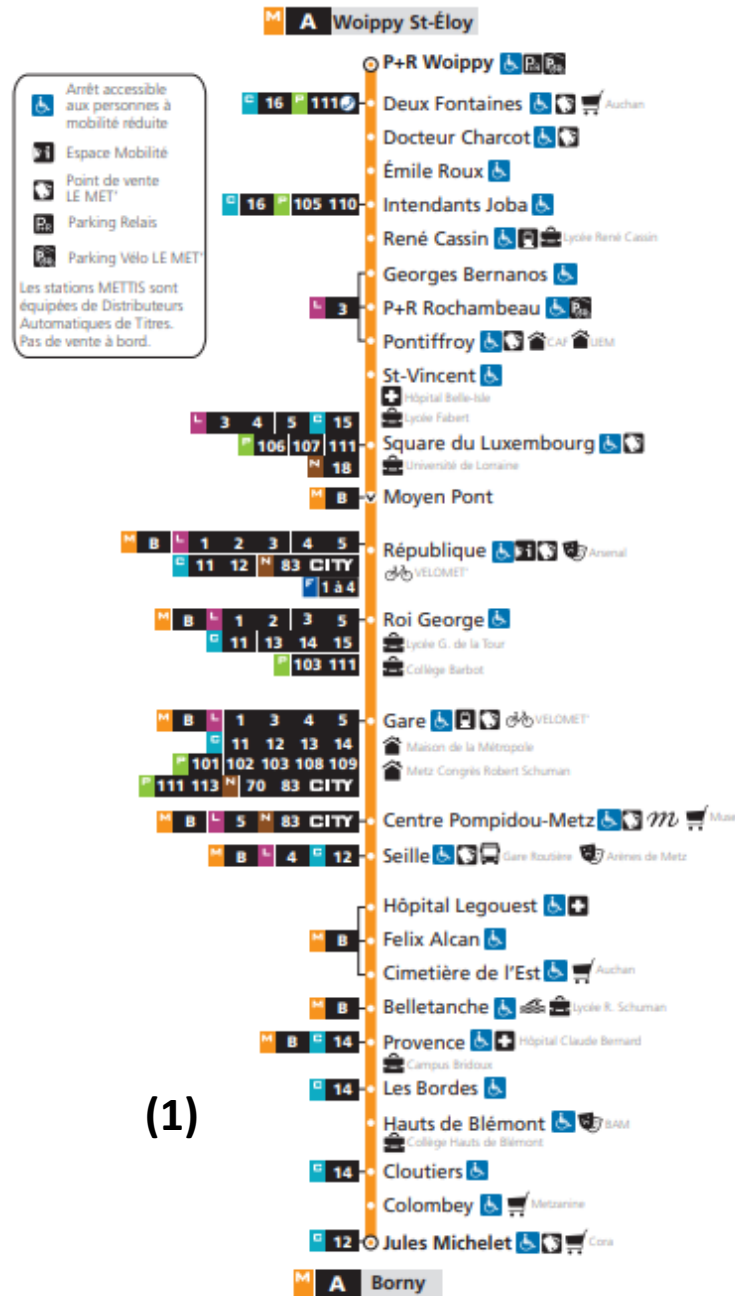 M A Woippy St-Éloy
P+R Woippy
Arrêt accessible
aux personnes à
mobilité réduite
Espace Mobilité
Point de vente
LE MET'
P+R Parking Relais
Parking Vélo LE MET'
Les stations METTIS sont
équipées de Distributeurs
Automatiques de Titres.
Pas de vente à bord.
C 16 P 111 Deux Fontaines Auchan
Docteur Charcot
Émile Roux
C 16 P 105 110 Intendants Joba
René Cassin Lycée René Cassin
Georges Bernanos
L 3 P+R Rochambeau
Pontiffroy CAF UEM
St-Vincent
Hôpital Belle-Isle
Lycée Fabert
L 3 4 5 C 15
P 106 107 111 Square du Luxembourg
N 18 Université de Lorraine
M B Moyen Pont
M B L 1 2 3 4 5
C 11 12 N 83 CITY République Arsenal
F 1 à 4 VELOMET'
M B L 1 2 3 5 Roi George
C 11 13 14 15 Lycée G. de la Tour
P 103 111 Collège Barbot
M B L 1 3 4 5 Gare VELOMET'
C 11 12 13 14 Maison de la Métropole
P 101 102 103 108 109 Metz Congrès Robert Schuman
P 111 113 N 70 83 CITY
M B L 5 N 83 CITY Centre Pompidou-Metz m Muse
M B L 4 C 12 Seille Gare Routière Arènes de Metz
Hôpital Legouest
M B Felix Alcan
Cimetière de l'Est Auchan
M B Belletanche Lycée R. Schuman
M B C 14 Provence Hôpital Claude Bernard
Campus Bridoux
C 14 Les Bordes
(1)
Hauts de Blémont BAM
Collège Hauts de Blémont
C 14 Cloutiers
Colombey Metzanine
C 12 Jules Michelet Cora
M A Borny